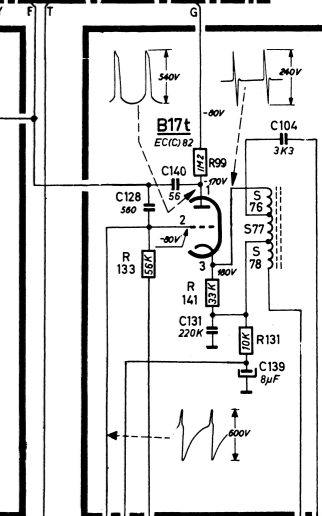 F T G
540V
240V
-80V
B17t
EC(C)82
C104
3K3
1M2 R99
C140
56
-170V
1
C128
560
2
-80V
3
180V
S
76
S77
S
78
R
133
56K
R
141
33K
C131
220K
10K R131
C139
8µF
600V